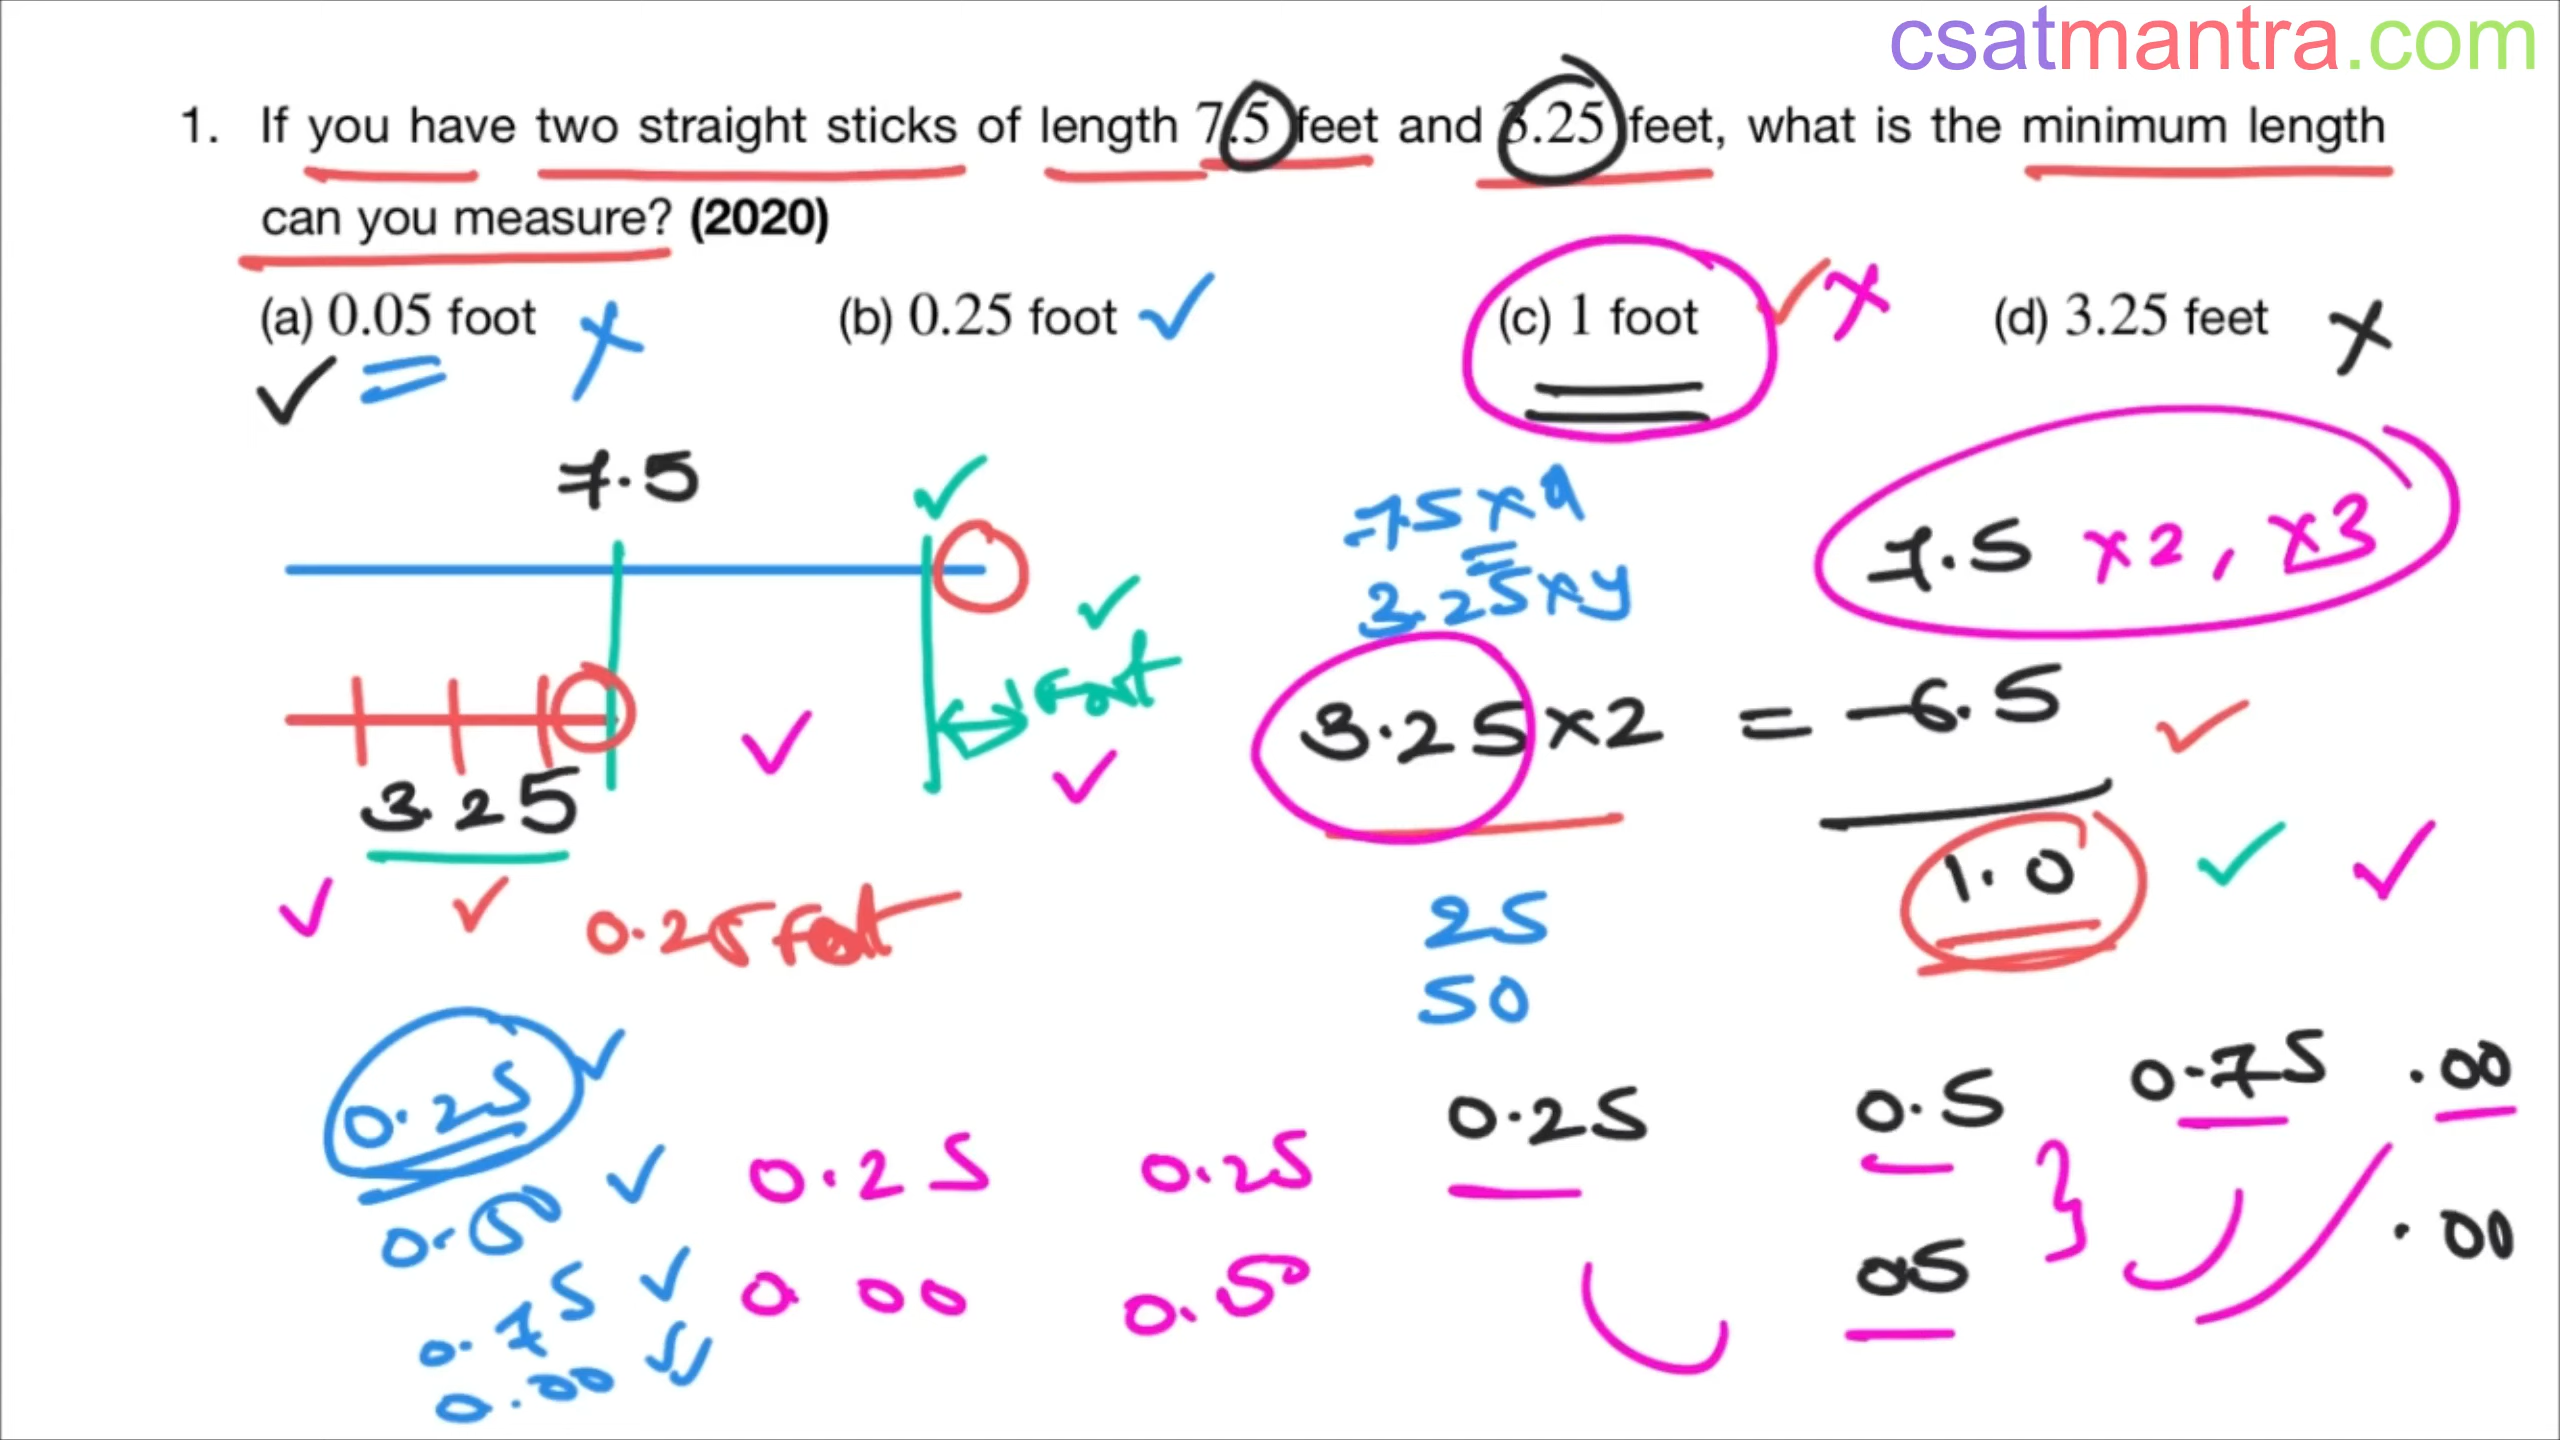 csatmantra.com
1. If you have two straight sticks of length 7.5 feet and 3.25 feet, what is the minimum length
can you measure? (2020)
(a) 0.05 foot (b) 0.25 foot (c) 1 foot (d) 3.25 feet
7.5
3.25
1 foot
0.25 foot
7.5 x
3.25 x y
7.5 x2, x3
3.25 x 2 = -6.5
1.0
25
50
0.25
0.50
0.75
0.00
0.25 0.25
0 00 0.50
0.25 0.5 0.75 .00
05 .00